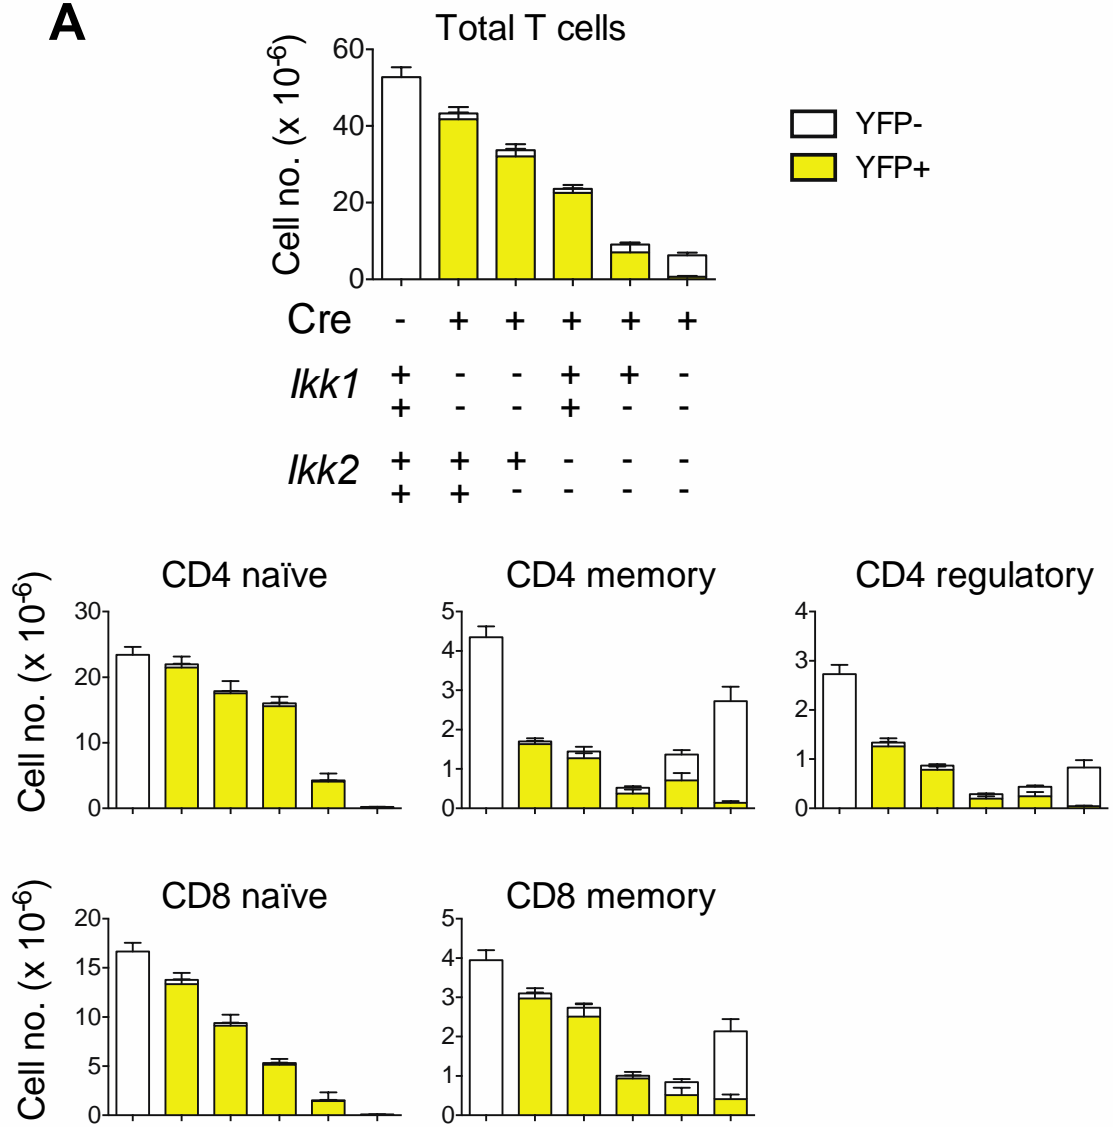 A
Total T cells
Cell no. (x 10-6)
60
40
20
0
YFP-
YFP+
Cre - + + + + +
Ikk1 + - - + + -
+ - - + - -
Ikk2 + + + - - -
+ + - - - -
CD4 naïve
Cell no. (x 10-6)
30
20
10
0
CD4 memory
5
4
3
2
1
0
CD4 regulatory
4
3
2
1
0
CD8 naïve
Cell no. (x 10-6)
20
15
10
5
0
CD8 memory
5
4
3
2
1
0